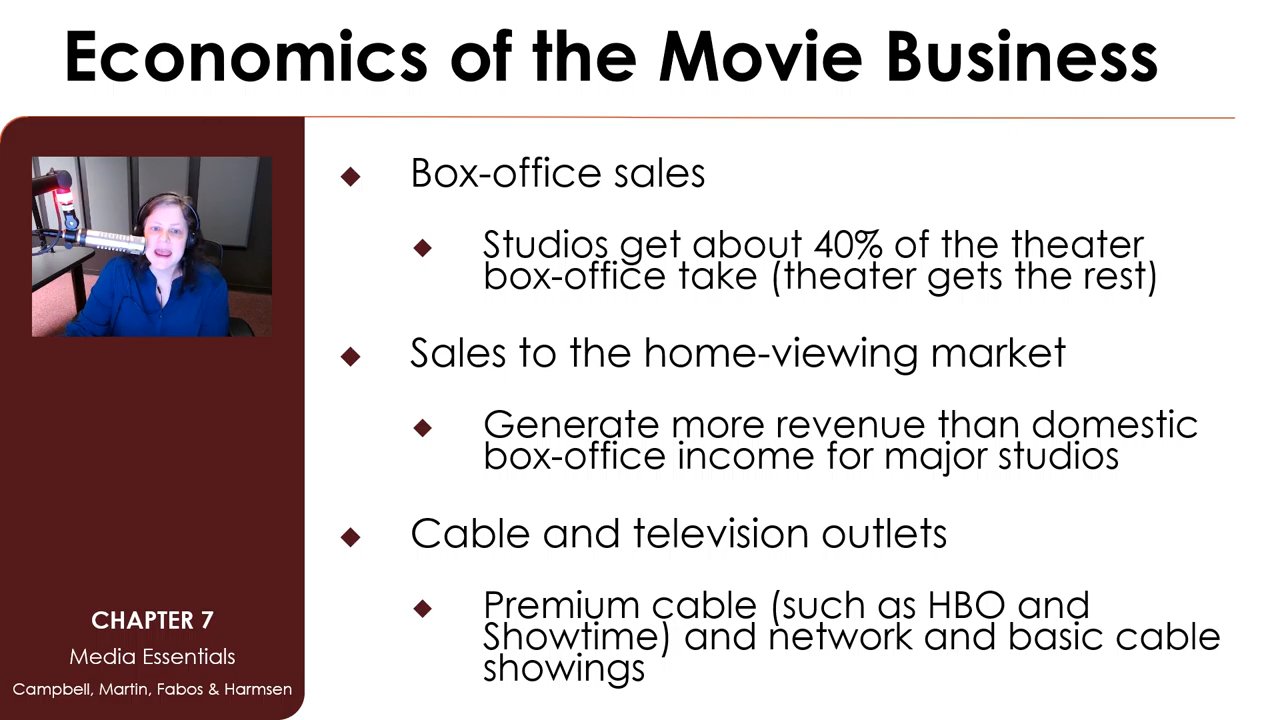 Economics of the Movie Business
Box-office sales
Studios get about 40% of the theater
box-office take (theater gets the rest)
Sales to the home-viewing market
Generate more revenue than domestic
box-office income for major studios
Cable and television outlets
Premium cable (such as HBO and
Showtime) and network and basic cable
showings
CHAPTER 7
Media Essentials
Campbell, Martin, Fabos & Harmsen